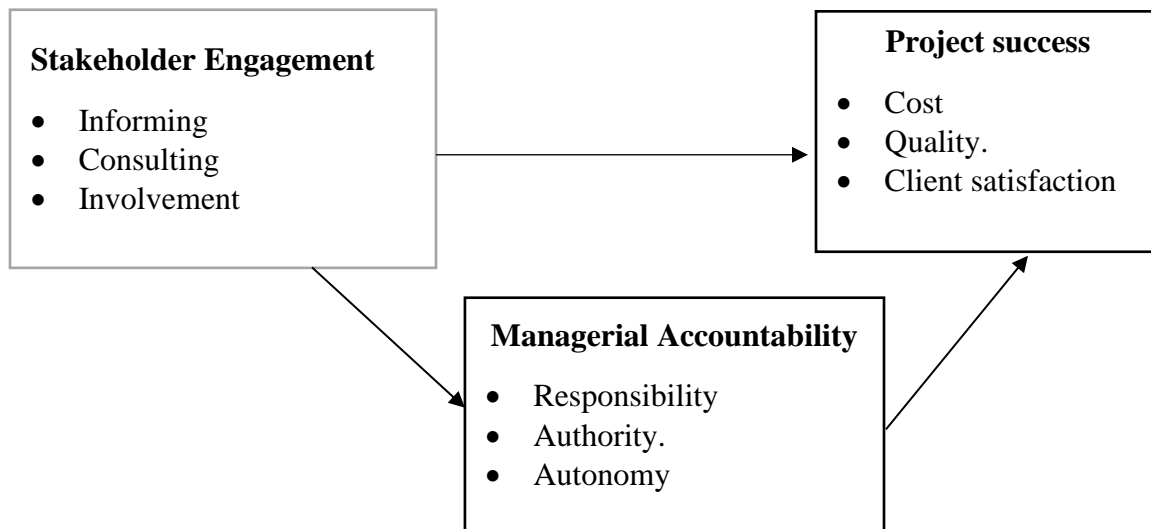 Stakeholder Engagement
• Informing
• Consulting
• Involvement
Project success
• Cost
• Quality.
• Client satisfaction
Managerial Accountability
• Responsibility
• Authority.
• Autonomy